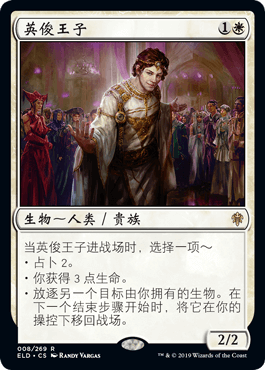 英俊王子 1
生物～人类 / 贵族
当英俊王子进战场时，选择一项～
• 占卜 2。
• 你获得 3 点生命。
• 放逐另一个目标由你拥有的生物。在
下一个结束步骤开始时，将它在你的
操控下移回战场。
2/2
008/269 R
ELD • CS RANDY VARGAS
™ & © 2019 Wizards of the Coast